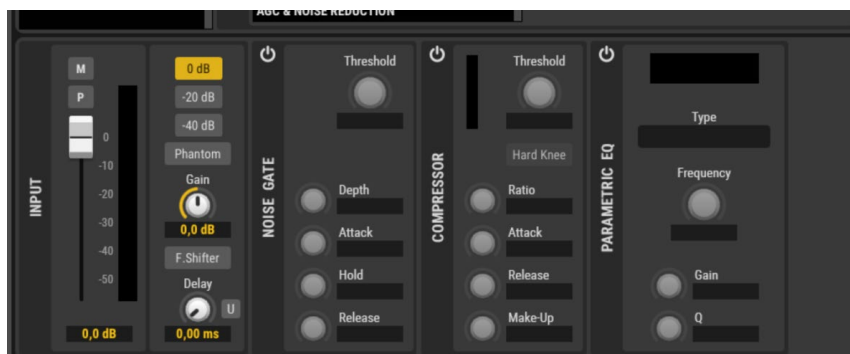 AGC & NOISE REDUCTION
INPUT
M
P
0
-10
-20
-30
-40
-50
0,0 dB
0 dB
-20 dB
-40 dB
Phantom
Gain
0,0 dB
F.Shifter
Delay
U
0,00 ms
NOISE GATE
Threshold
Depth
Attack
Hold
Release
COMPRESSOR
Threshold
Hard Knee
Ratio
Attack
Release
Make-Up
PARAMETRIC EQ
Type
Frequency
Gain
Q